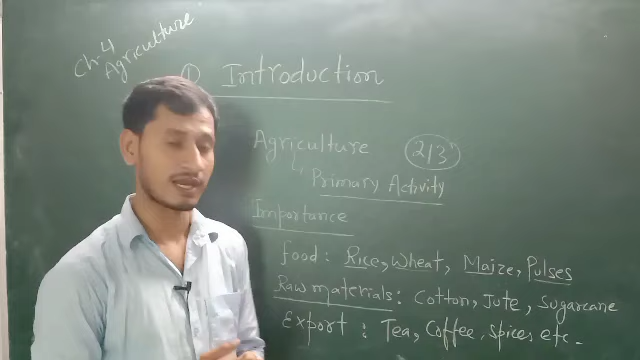 Ch 4
Agriculture
① Introduction
Agriculture 2/3
Primary Activity
Importance
food: Rice, Wheat, Maize, Pulses
Raw materials: Cotton, Jute, Sugarcane
Export: Tea, Coffee, Spices etc.